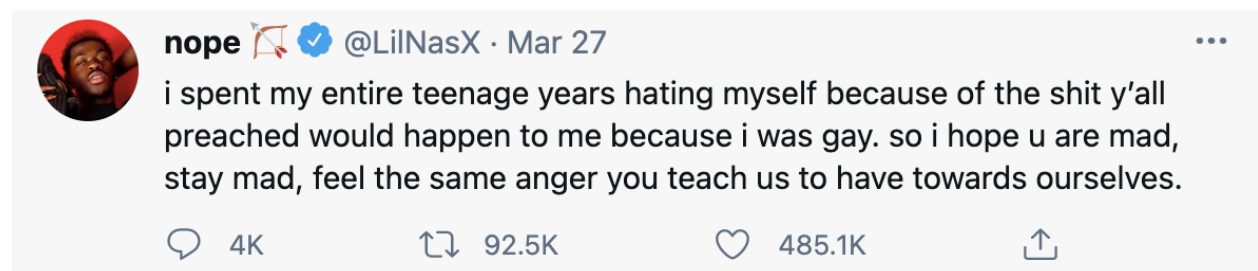 nope 🏹 @LilNasX · Mar 27
i spent my entire teenage years hating myself because of the shit y’all
preached would happen to me because i was gay. so i hope u are mad,
stay mad, feel the same anger you teach us to have towards ourselves.
4K 92.5K 485.1K